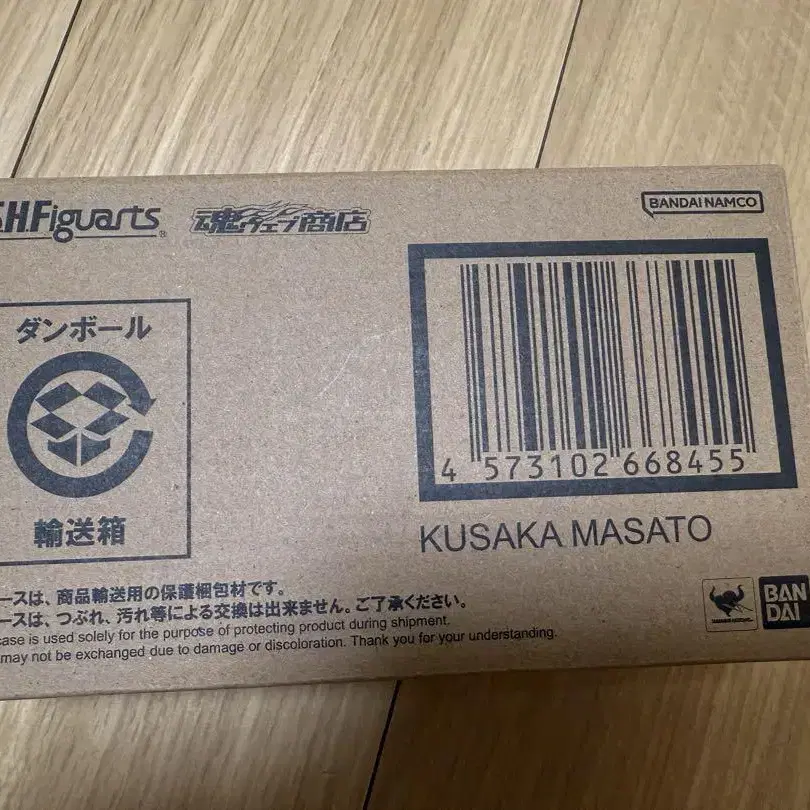 S.H.Figuarts
魂ウェブ商店
BANDAI NAMCO
ダンボール
輸送箱
4 573102 668455
KUSAKA MASATO
ースは、商品輸送用の保護梱包材です。
ースは、つぶれ、汚れ等による交換は出来ません。ご了承ください。
case is used solely for the purpose of protecting product during shipment.
may not be exchanged due to damage or discoloration. Thank you for your understanding.
BAN
DAI